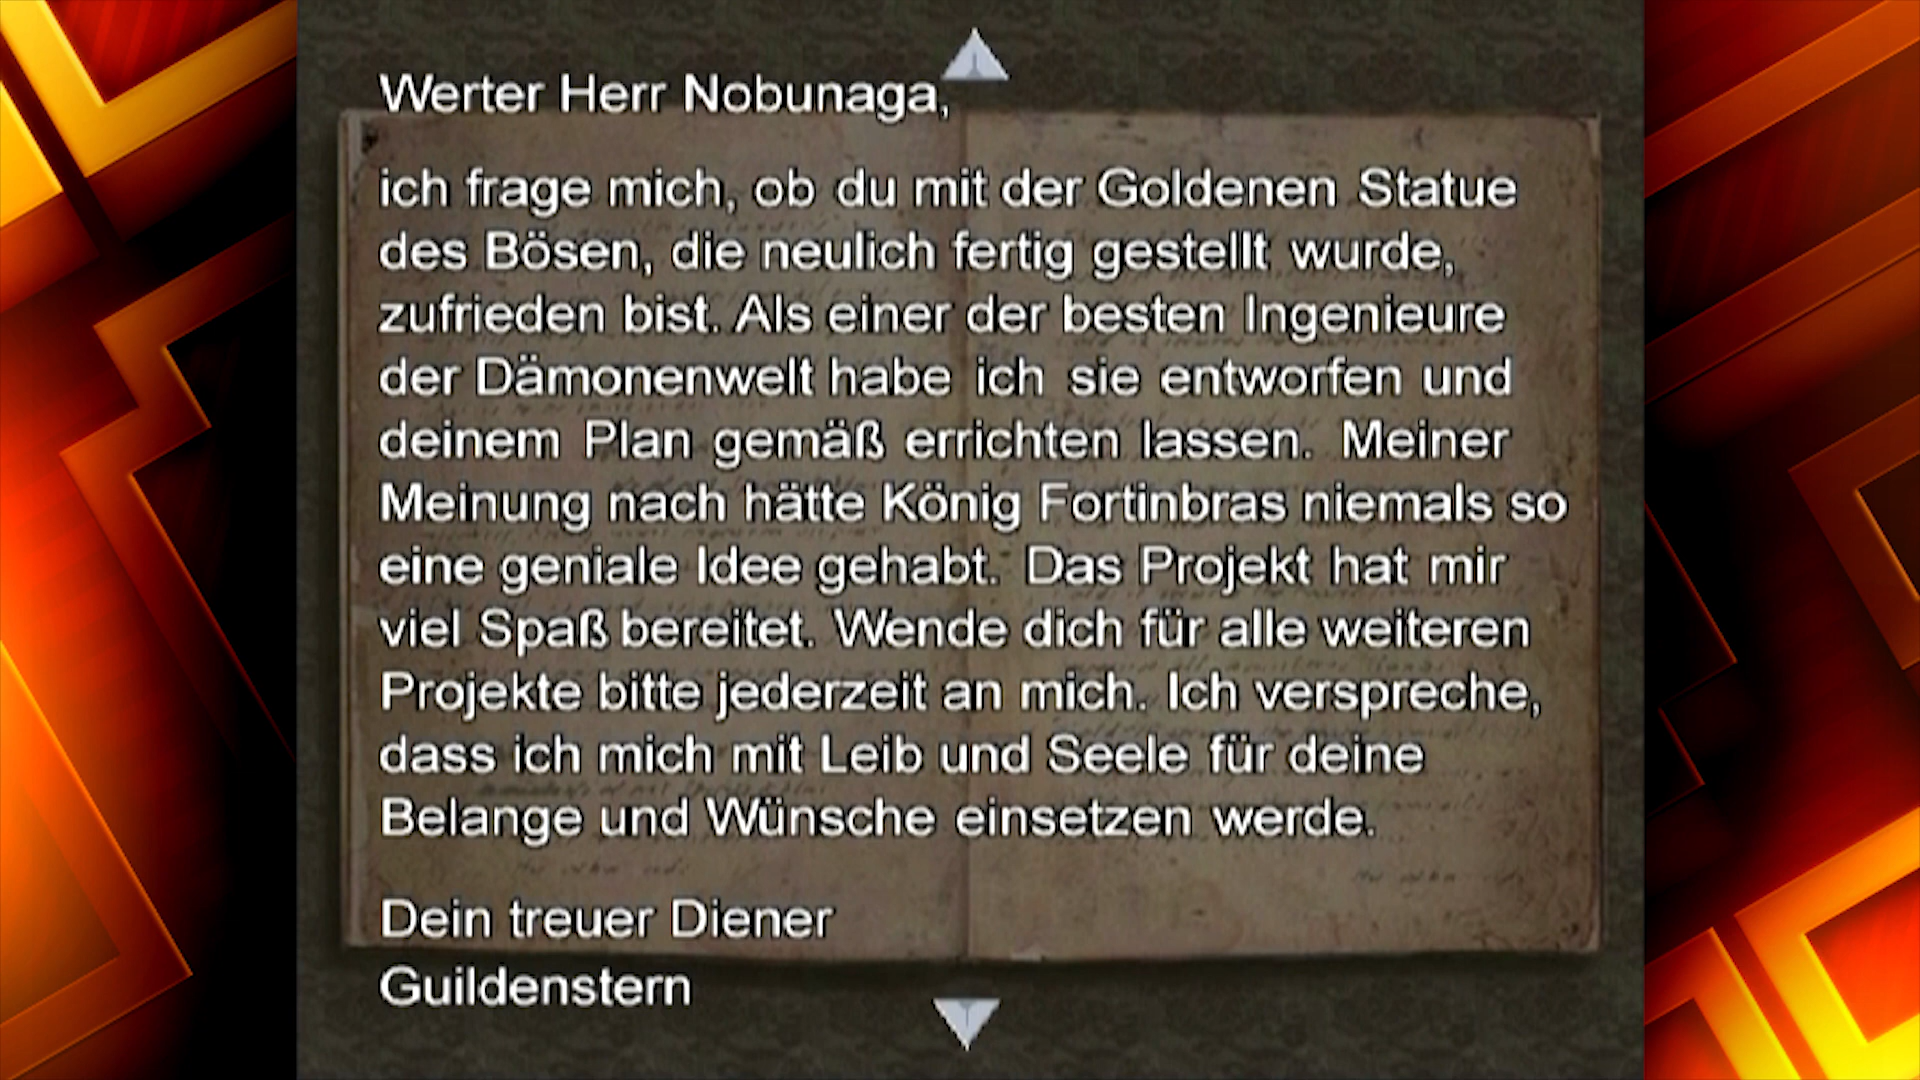 Werter Herr Nobunaga,
ich frage mich, ob du mit der Goldenen Statue
des Bösen, die neulich fertig gestellt wurde,
zufrieden bist. Als einer der besten Ingenieure
der Dämonenwelt habe ich sie entworfen und
deinem Plan gemäß errichten lassen. Meiner
Meinung nach hätte König Fortinbras niemals so
eine geniale Idee gehabt. Das Projekt hat mir
viel Spaß bereitet. Wende dich für alle weiteren
Projekte bitte jederzeit an mich. Ich verspreche,
dass ich mich mit Leib und Seele für deine
Belange und Wünsche einsetzen werde.
Dein treuer Diener
Guildenstern